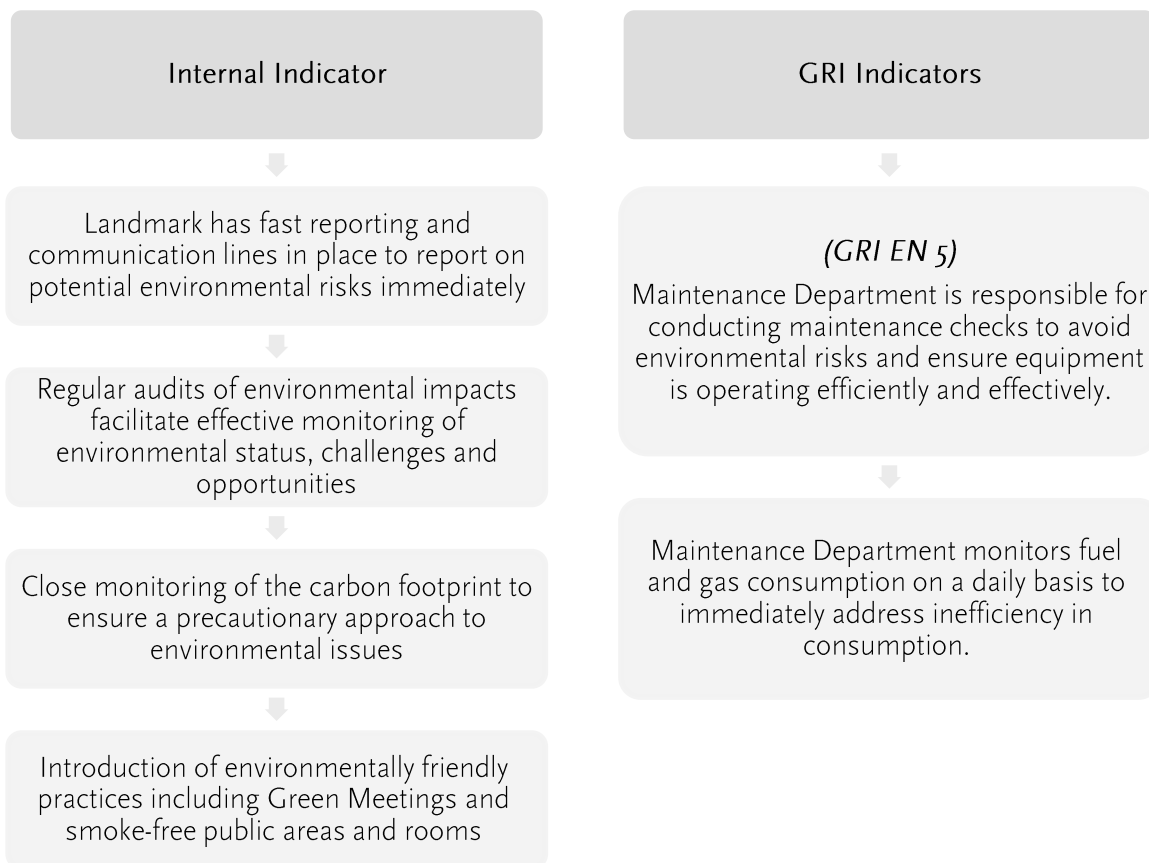 Internal Indicator
Landmark has fast reporting and
communication lines in place to report on
potential environmental risks immediately
Regular audits of environmental impacts
facilitate effective monitoring of
environmental status, challenges and
opportunities
Close monitoring of the carbon footprint to
ensure a precautionary approach to
environmental issues
Introduction of environmentally friendly
practices including Green Meetings and
smoke-free public areas and rooms
GRI Indicators
(GRI EN 5)
Maintenance Department is responsible for
conducting maintenance checks to avoid
environmental risks and ensure equipment
is operating efficiently and effectively.
Maintenance Department monitors fuel
and gas consumption on a daily basis to
immediately address inefficiency in
consumption.